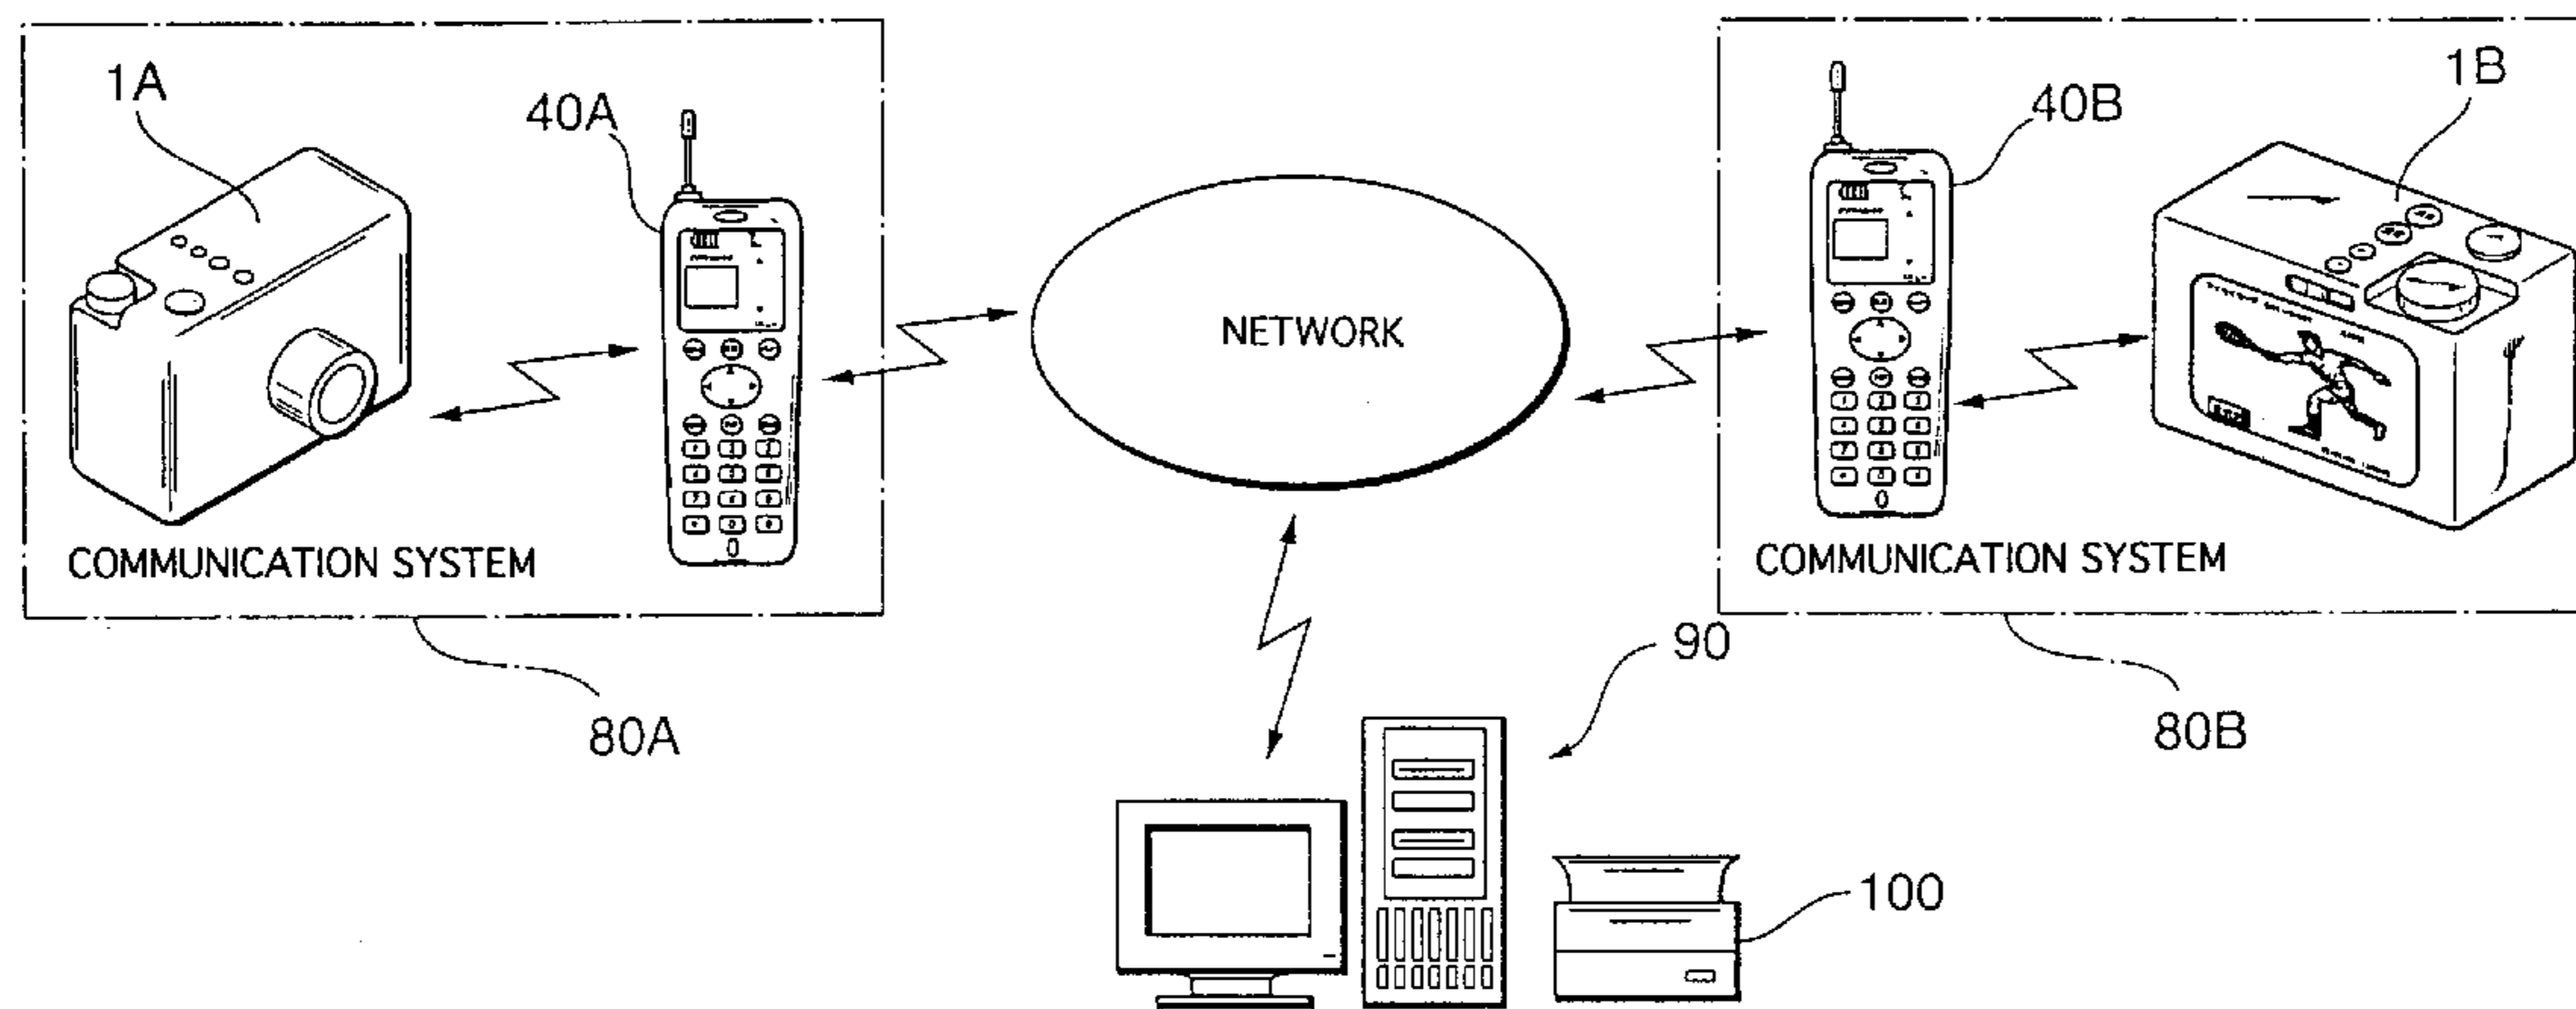 1A
40A
40B
1B
NETWORK
COMMUNICATION SYSTEM
COMMUNICATION SYSTEM
90
80A
80B
100